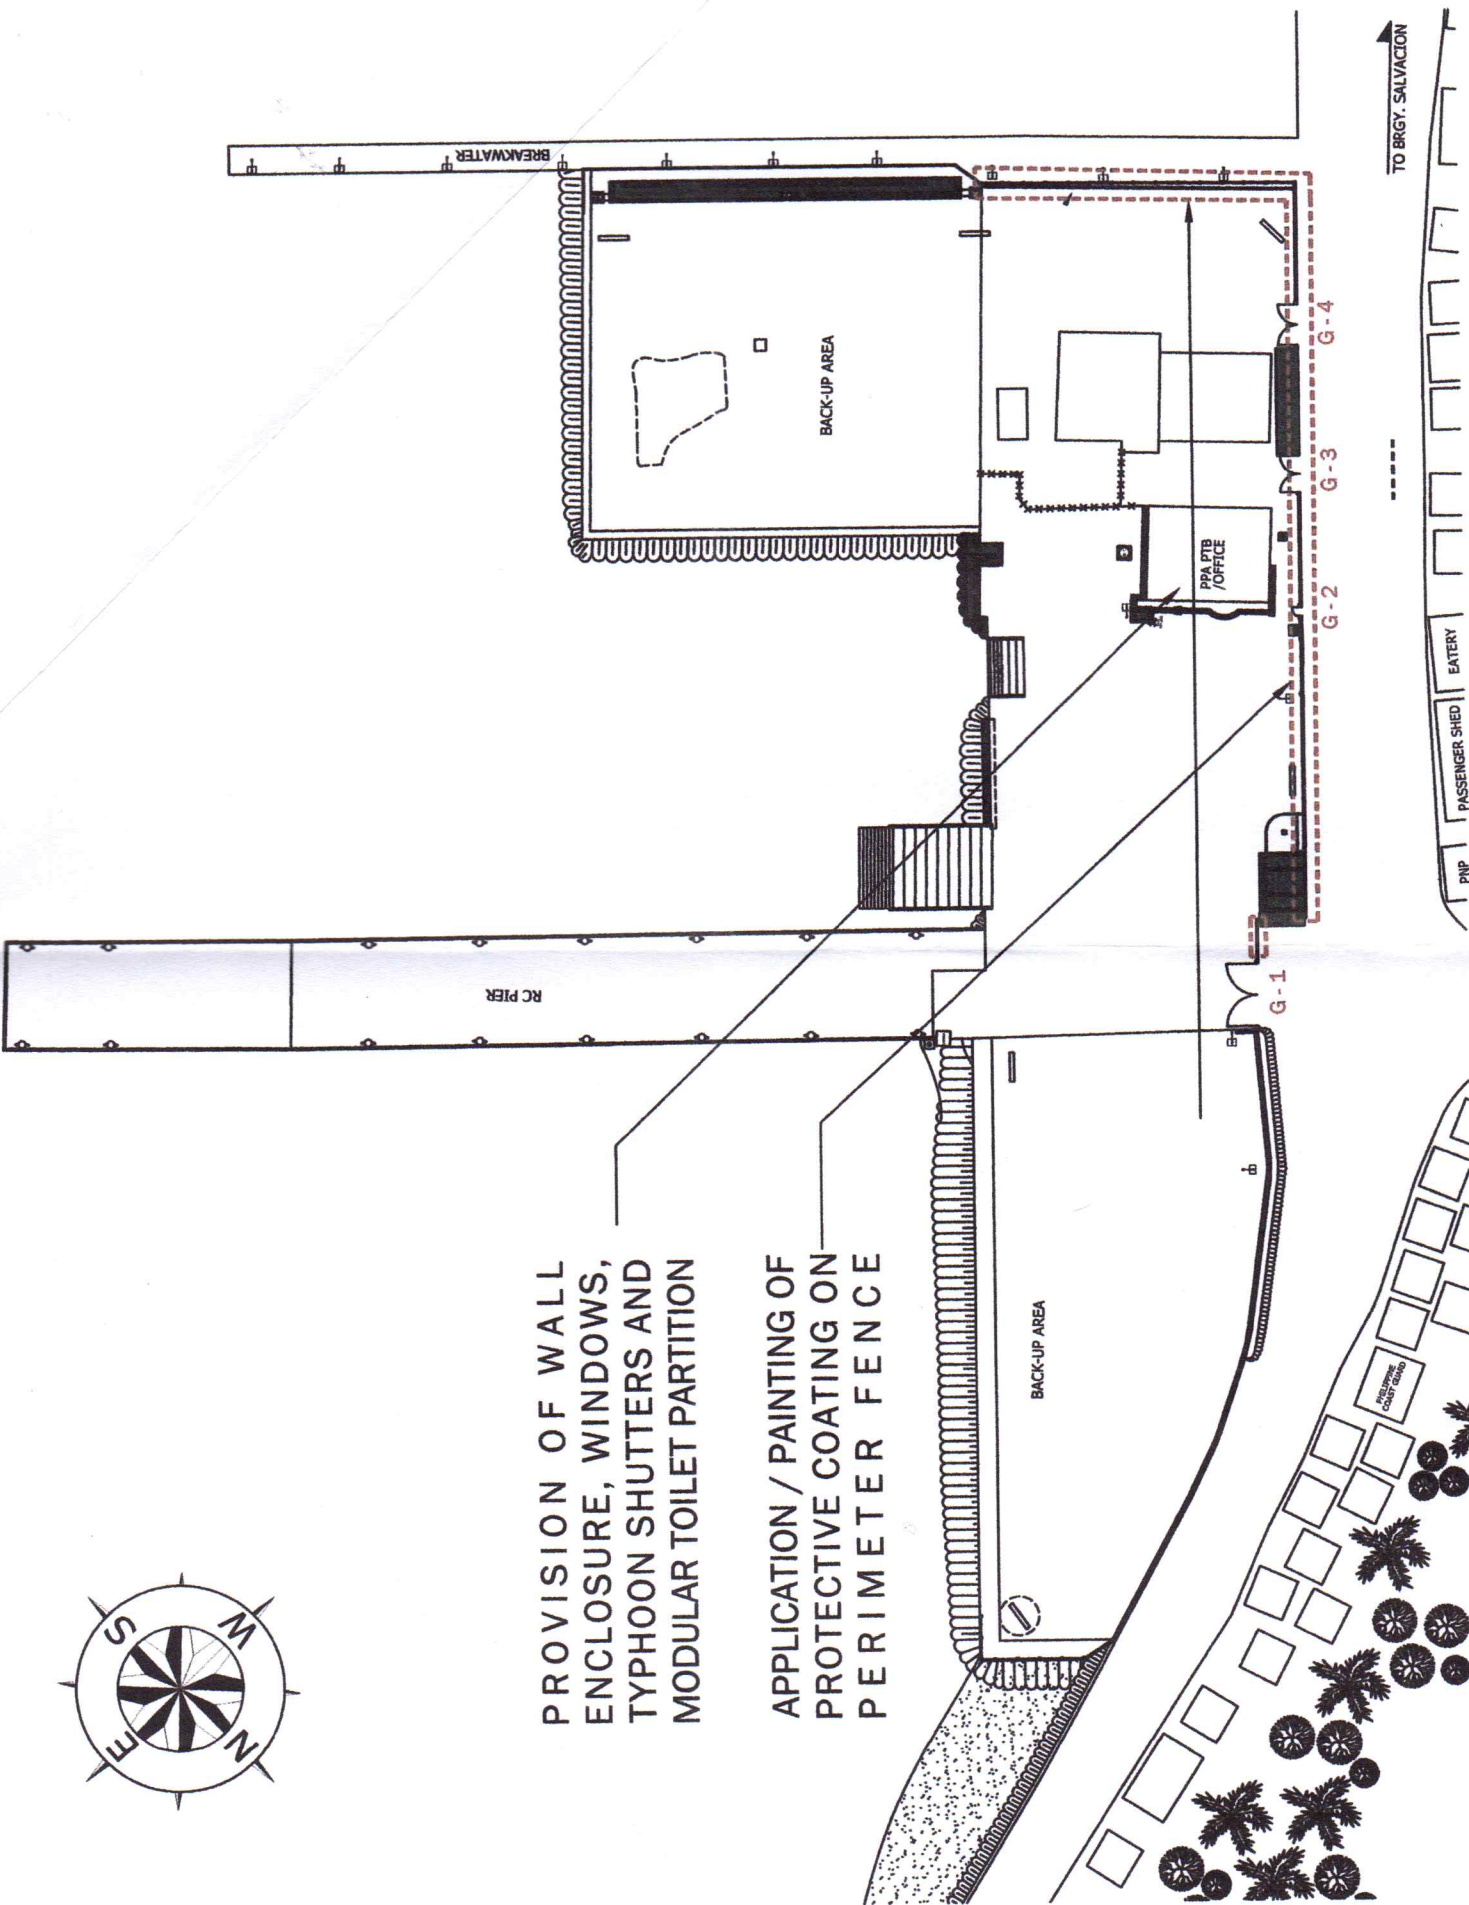 PROVISION OF WALL
ENCLOSURE, WINDOWS,
TYPHOON SHUTTERS AND
MODULAR TOILET PARTITION
APPLICATION / PAINTING OF
PROTECTIVE COATING ON
PERIMETER FENCE
S
W
E
N
RC PIER
BREAKWATER
BACK-UP AREA
BACK-UP AREA
PPA PTB
/OFFICE
G-1
G-2
G-3
G-4
PHILIPPINE
COAST GUARD
PNP
PASSENGER SHED
EATERY
TO BRGY. SALVACION